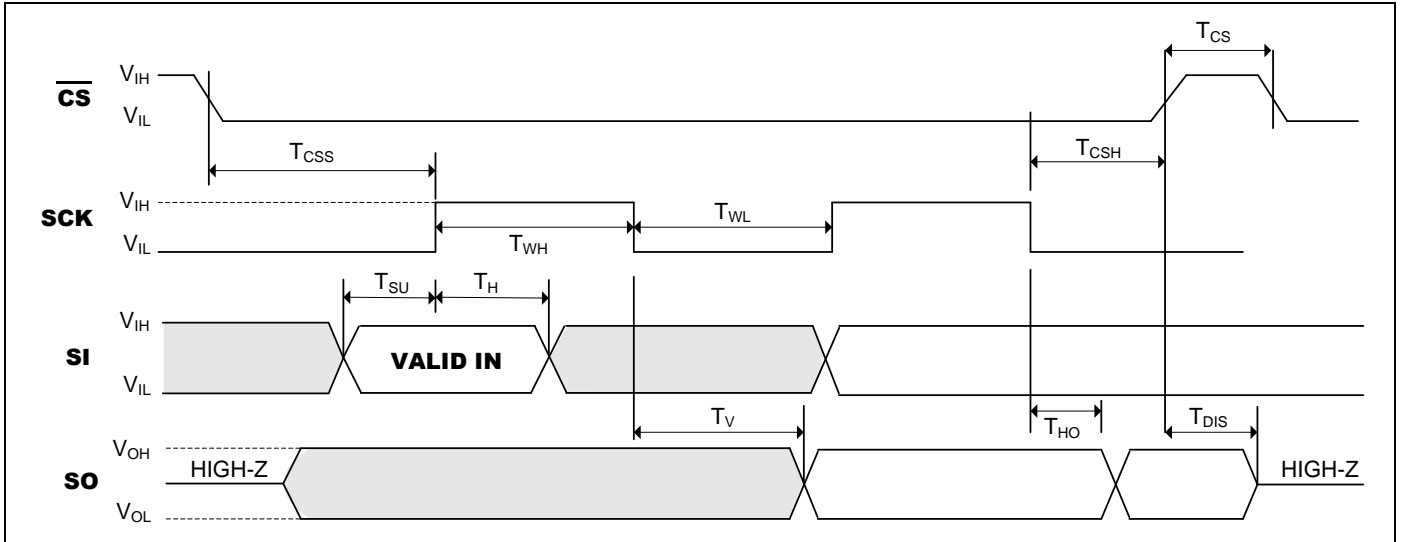 T_CS
V_IH
CS
V_IL
T_CSS
T_CSH
V_IH
SCK
T_WL
V_IL
T_WH
T_SU
T_H
V_IH
SI
VALID IN
V_IL
T_V
T_HO
T_DIS
V_OH
HIGH-Z
HIGH-Z
SO
V_OL